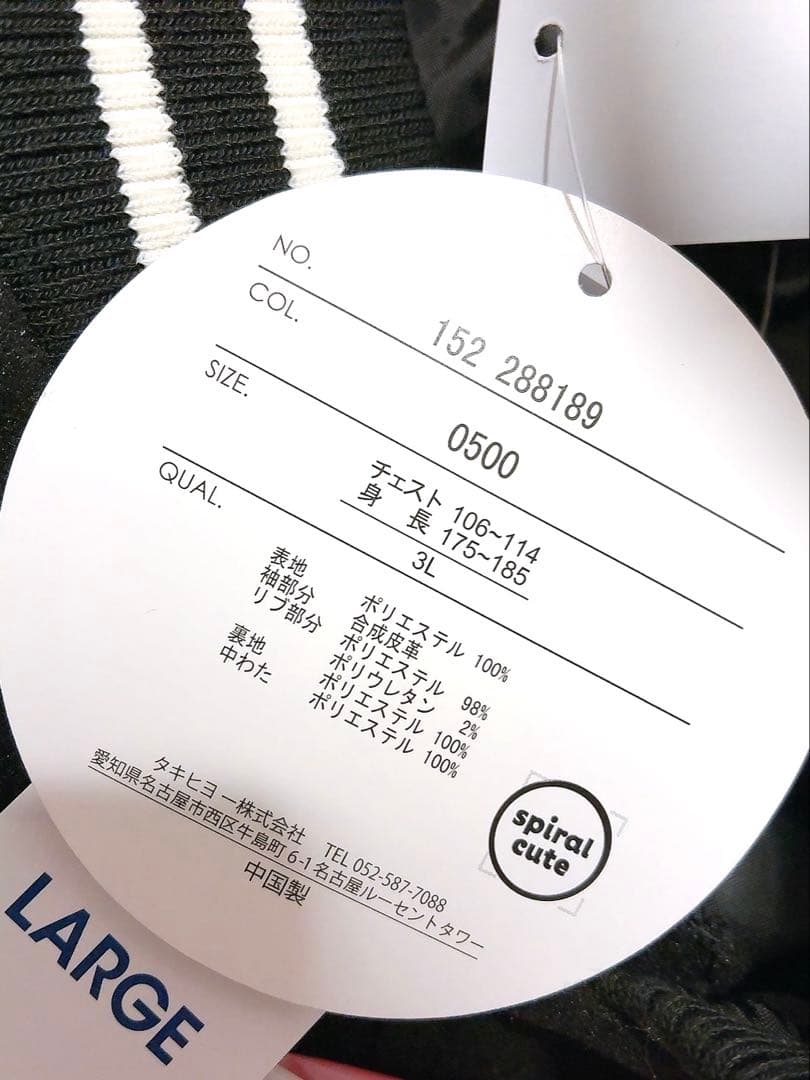 NO.
152 288189
COL.
0500
SIZE.
チェスト 106~114
身 長 175~185
3L
QUAL.
表地 ポリエステル 100%
袖部分 合成皮革
リブ部分 ポリエステル 98%
ポリウレタン 2%
裏地 ポリエステル 100%
中わた ポリエステル 100%
タキヒヨー株式会社 TEL 052-587-7088
愛知県名古屋市西区牛島町 6-1 名古屋ルーセントタワー
中国製
spiral
cute
LARGE